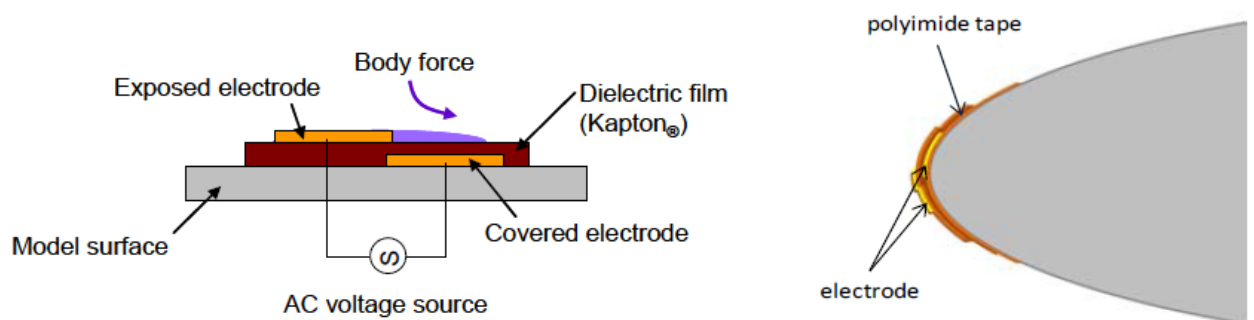 Body force
Exposed electrode
Dielectric film
(Kapton®)
Model surface
Covered electrode
S
AC voltage source
polyimide tape
electrode